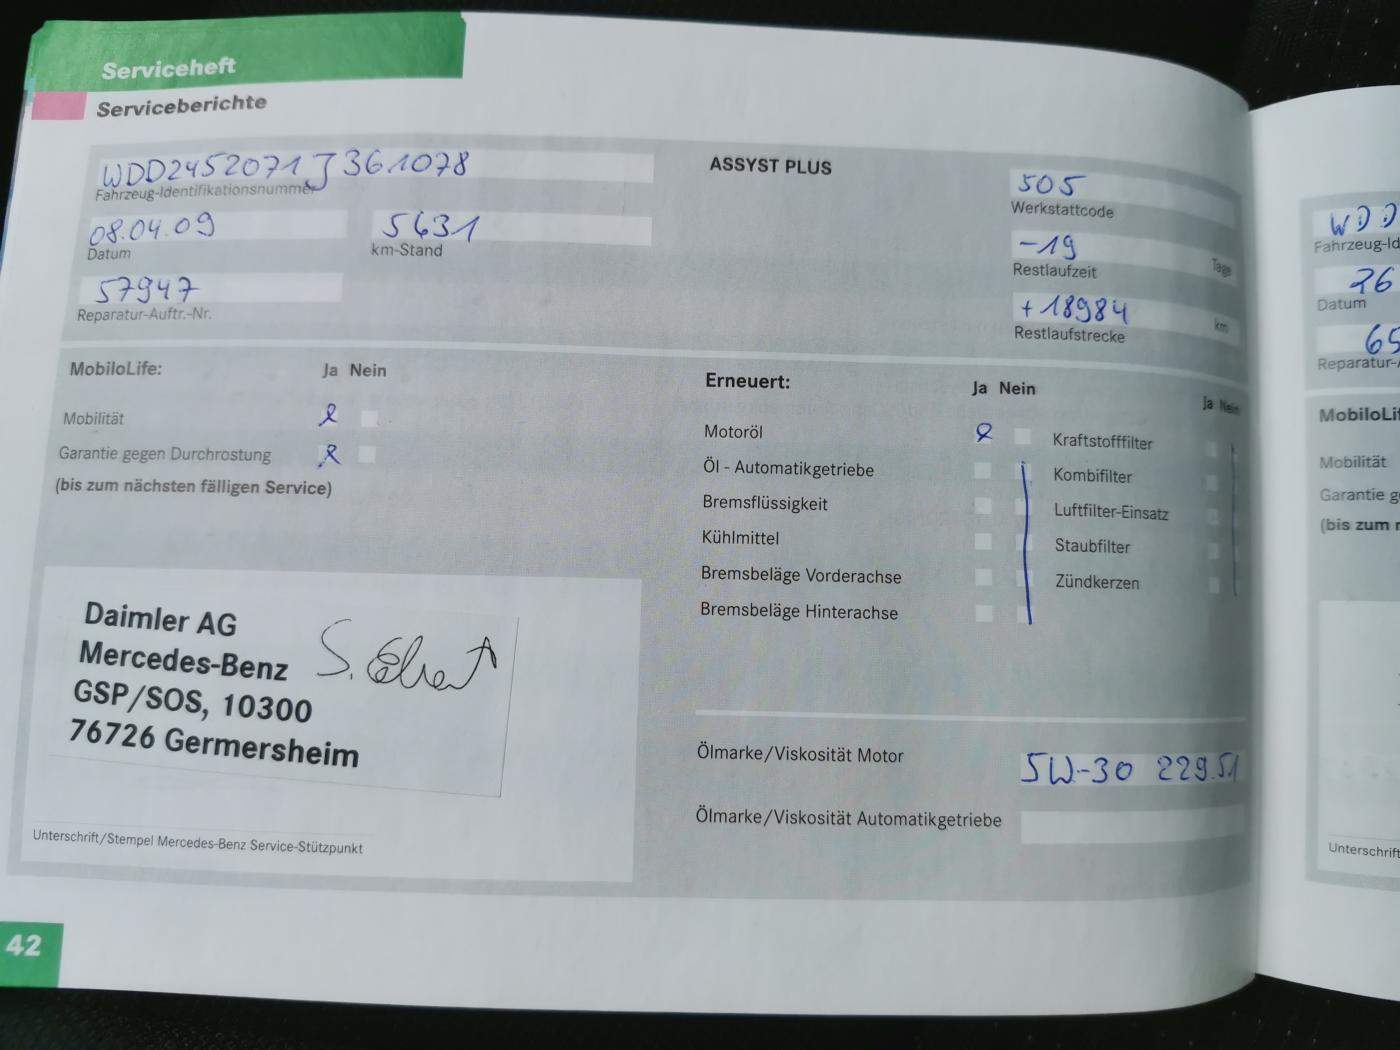 Serviceheft
Serviceberichte
WDD2452071J361078
Fahrzeug-Identifikationsnummer
08.04.09 5631
Datum km-Stand
57947
Reparatur-Auftr.-Nr.
ASSYST PLUS
505
Werkstattcode
-19 Tage
Restlaufzeit
+18984 km
Restlaufstrecke
MobiloLife: Ja Nein
Mobilität
Garantie gegen Durchrostung
(bis zum nächsten fälligen Service)
Erneuert: Ja Nein
Motoröl
Öl - Automatikgetriebe
Bremsflüssigkeit
Kühlmittel
Bremsbeläge Vorderachse
Bremsbeläge Hinterachse
Ja Nein
Kraftstofffilter
Kombifilter
Luftfilter-Einsatz
Staubfilter
Zündkerzen
Daimler AG
Mercedes-Benz
GSP/SOS, 10300
76726 Germersheim
Unterschrift/Stempel Mercedes-Benz Service-Stützpunkt
Ölmarke/Viskosität Motor 5W-30 229.51
Ölmarke/Viskosität Automatikgetriebe
42
WDD
Fahrzeug-Id
26
Datum
65
Reparatur-
MobiloLif
Mobilität
Garantie g
(bis zum
Unterschrift